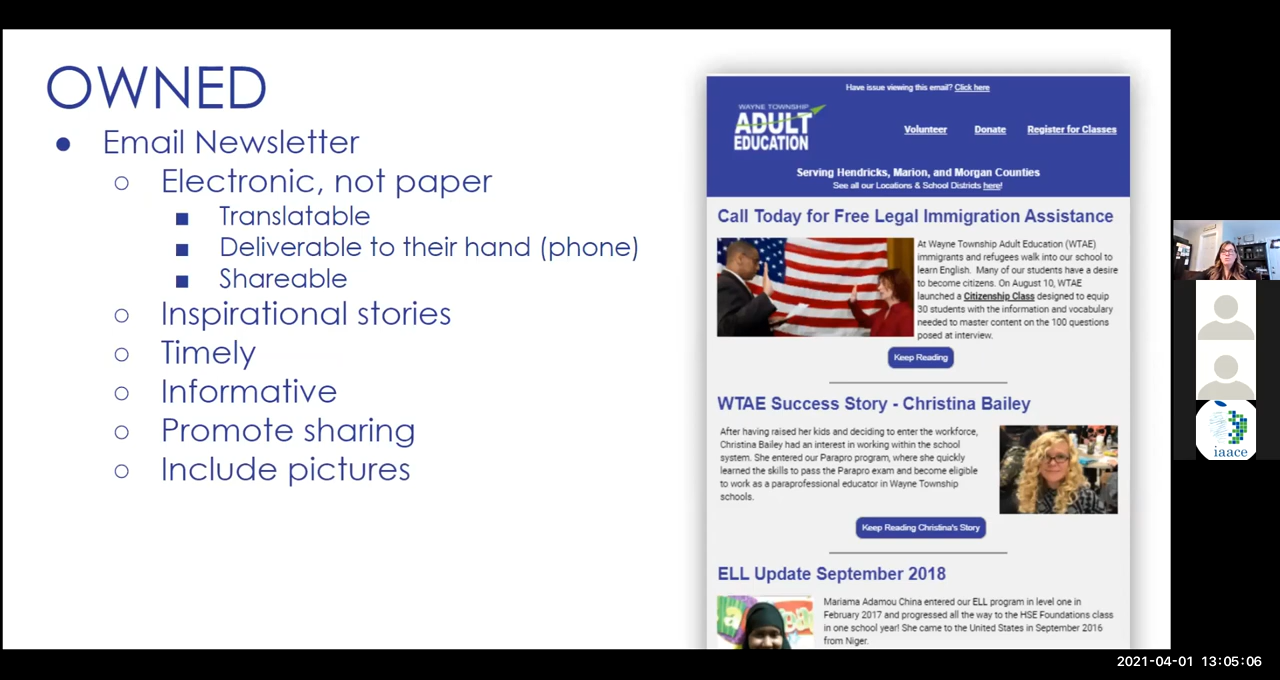 OWNED
● Email Newsletter
○ Electronic, not paper
■ Translatable
■ Deliverable to their hand (phone)
■ Shareable
○ Inspirational stories
○ Timely
○ Informative
○ Promote sharing
○ Include pictures
Have issue viewing this email? Click here
WAYNE TOWNSHIP
ADULT
EDUCATION
Volunteer Donate Register for Classes
Serving Hendricks, Marion, and Morgan Counties
See all our Locations & School Districts here!
Call Today for Free Legal Immigration Assistance
At Wayne Township Adult Education (WTAE)
immigrants and refugees walk into our school to
learn English. Many of our students have a desire
to become citizens. On August 10, WTAE
launched a Citizenship Class designed to equip
30 students with the information and vocabulary
needed to master content on the 100 questions
posed at interview.
Keep Reading
WTAE Success Story - Christina Bailey
After having raised her kids and deciding to enter the workforce,
Christina Bailey had an interest in working within the school
system. She entered our Parapro program, where she quickly
learned the skills to pass the Parapro exam and become eligible
to work as a paraprofessional educator in Wayne Township
schools.
Keep Reading Christina's Story
ELL Update September 2018
Mariama Adamou China entered our ELL program in level one in
February 2017 and progressed all the way to the HSE Foundations class
in one school year! She came to the United States in September 2016
from Niger.
iaace
2021-04-01 13:05:06